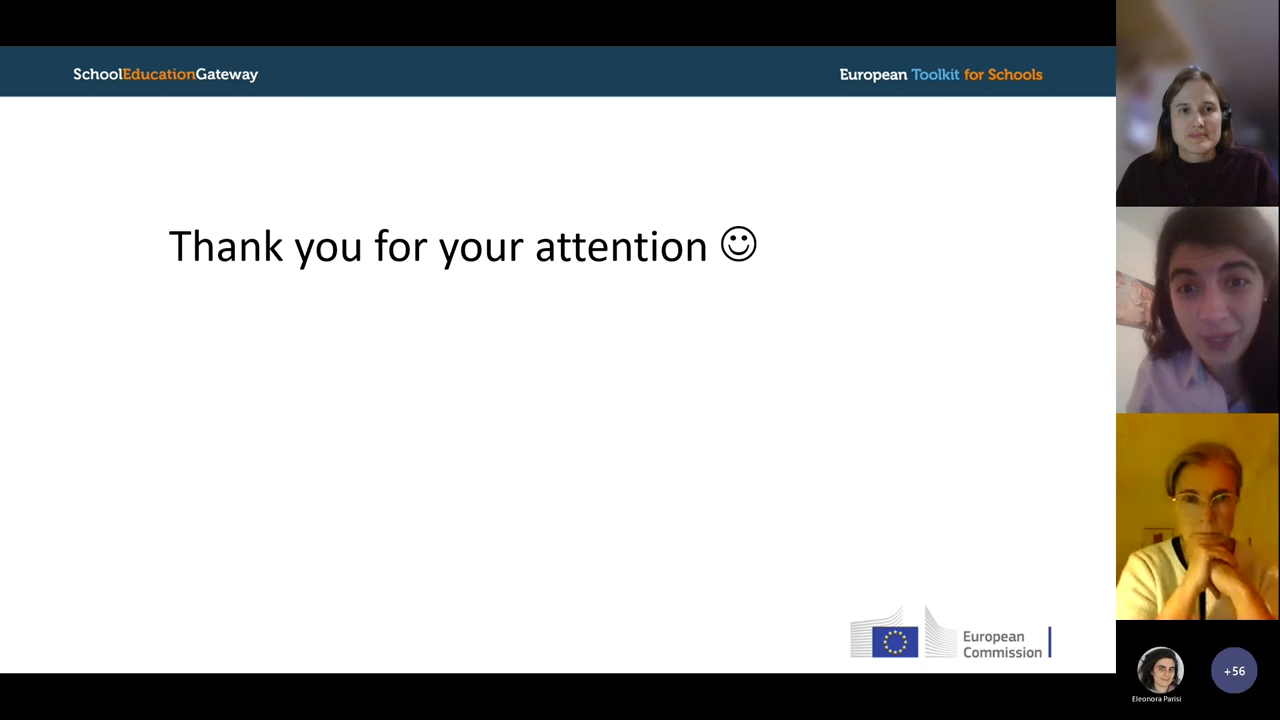 SchoolEducationGateway
European Toolkit for Schools
Thank you for your attention ☺
European
Commission
Eleonora Parisi
+56